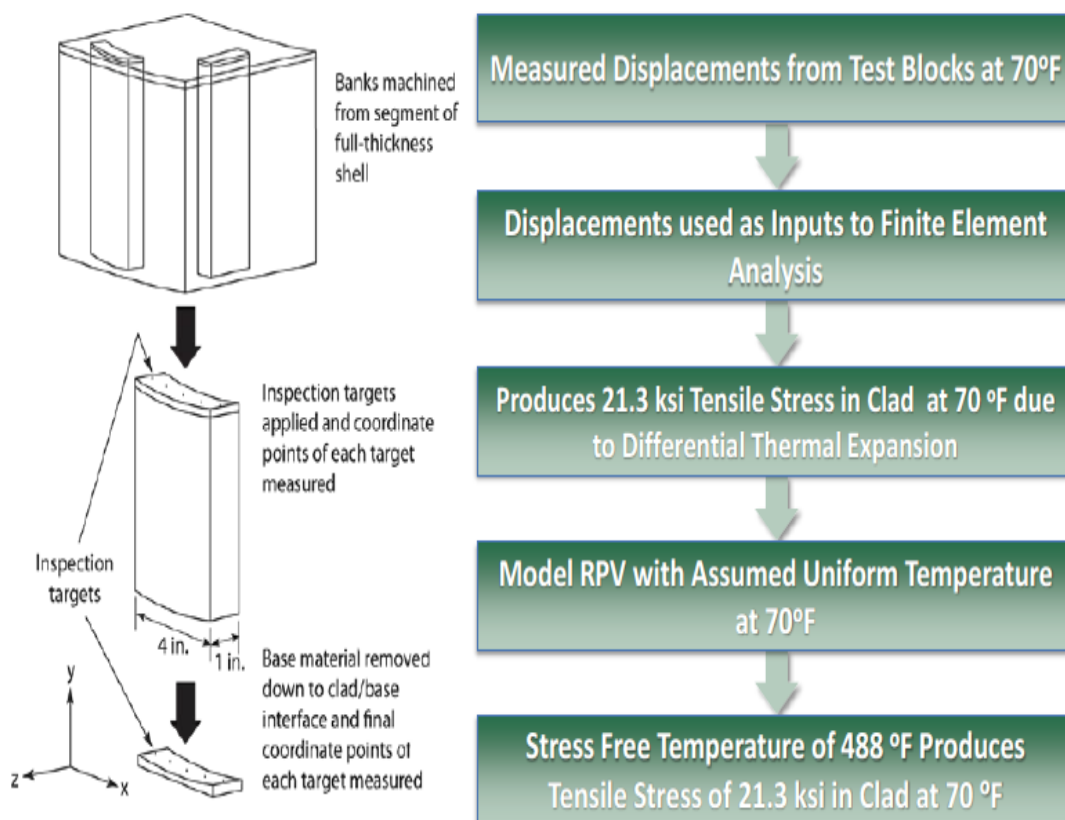 Banks machined
from segment of
full-thickness
shell
Inspection targets
applied and coordinate
points of each target
measured
Inspection
targets
4 in.
1 in.
Base material removed
down to clad/base
interface and final
coordinate points of
each target measured
y
z
x
Measured Displacements from Test Blocks at 70ºF
Displacements used as Inputs to Finite Element
Analysis
Produces 21.3 ksi Tensile Stress in Clad at 70 ºF due
to Differential Thermal Expansion
Model RPV with Assumed Uniform Temperature
at 70ºF
Stress Free Temperature of 488 ºF Produces
Tensile Stress of 21.3 ksi in Clad at 70 ºF